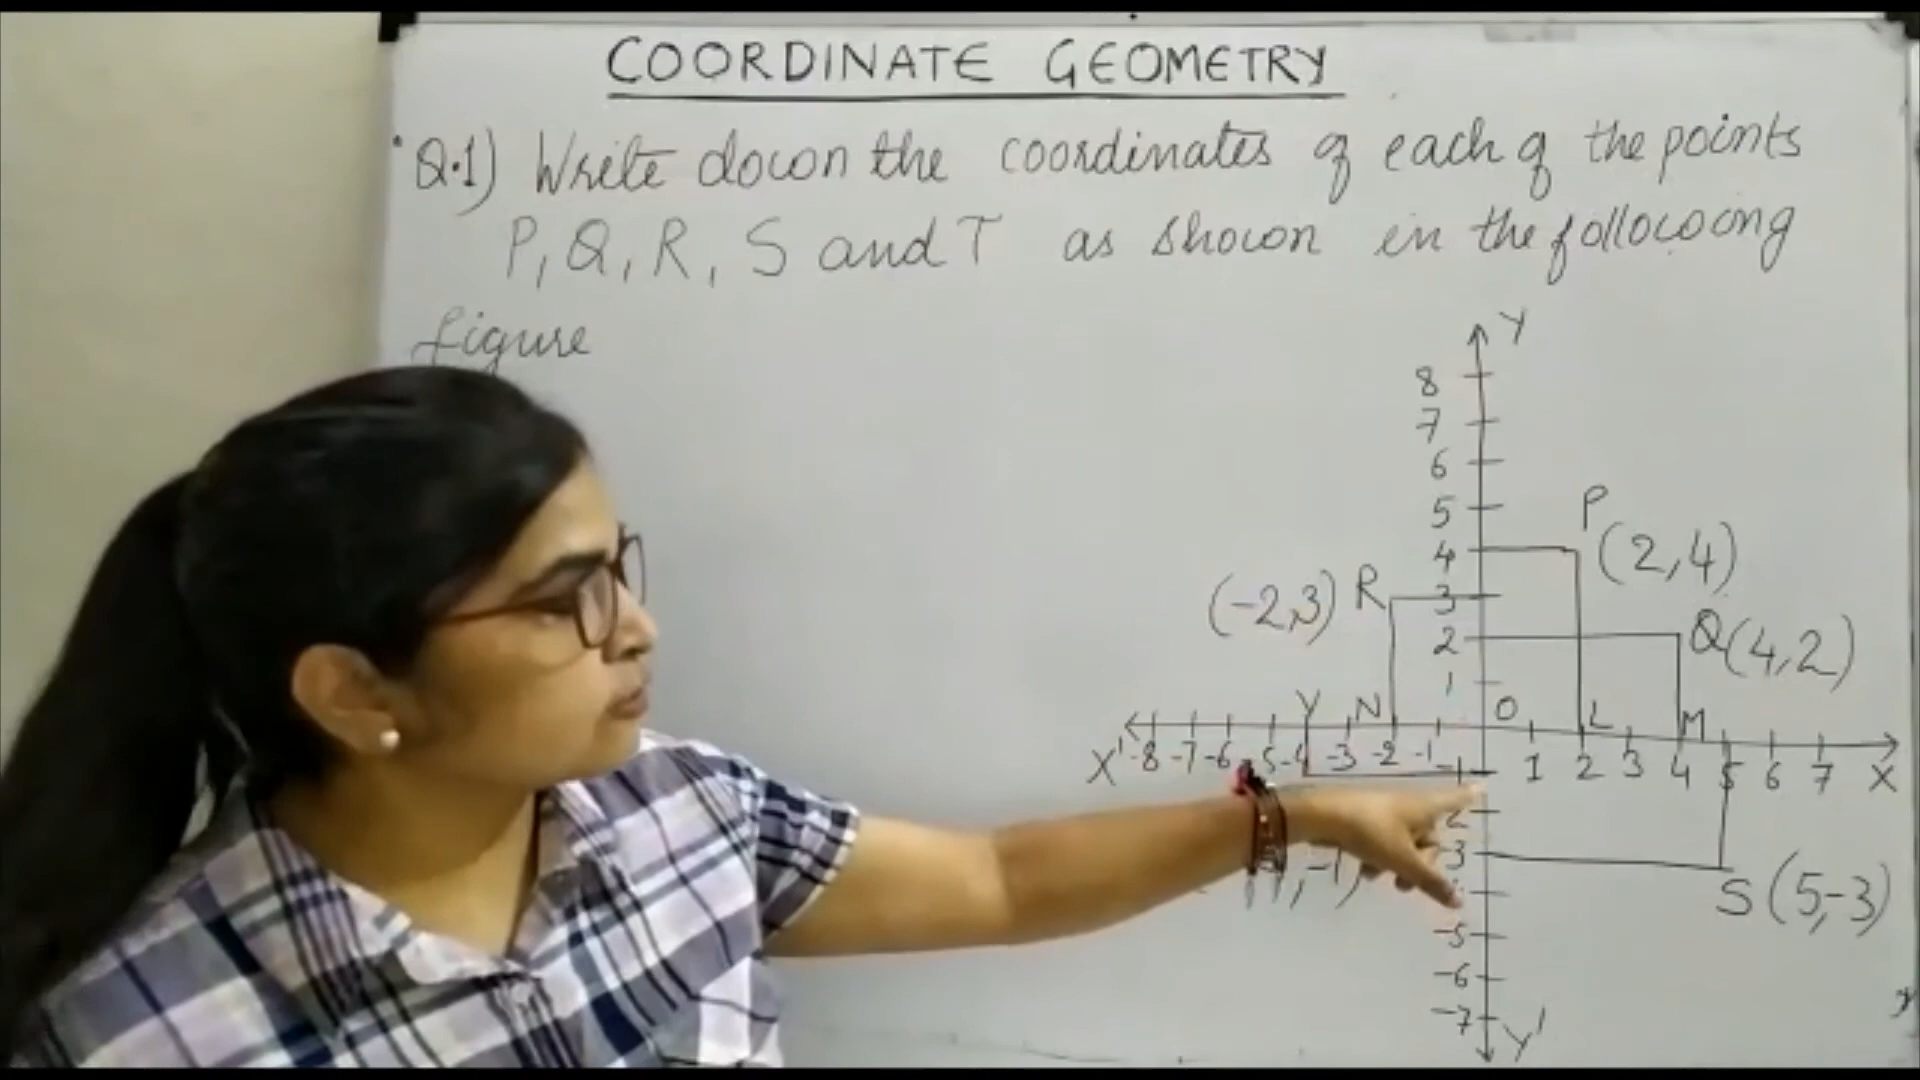 COORDINATE GEOMETRY
Q.1) Write down the coordinates of each of the points
P, Q, R, S and T as shown in the following
figure
Y
8
7
6
5
4
3
2
1
P
(2,4)
(-2,3) R
Q(4,2)
Y N O L M
X' -8 -7 -6 -5 -4 -3 -2 -1 1 2 3 4 5 6 7 X
-1
2
3
-5
-6
-7
,-1)
S (5,-3)
Y'